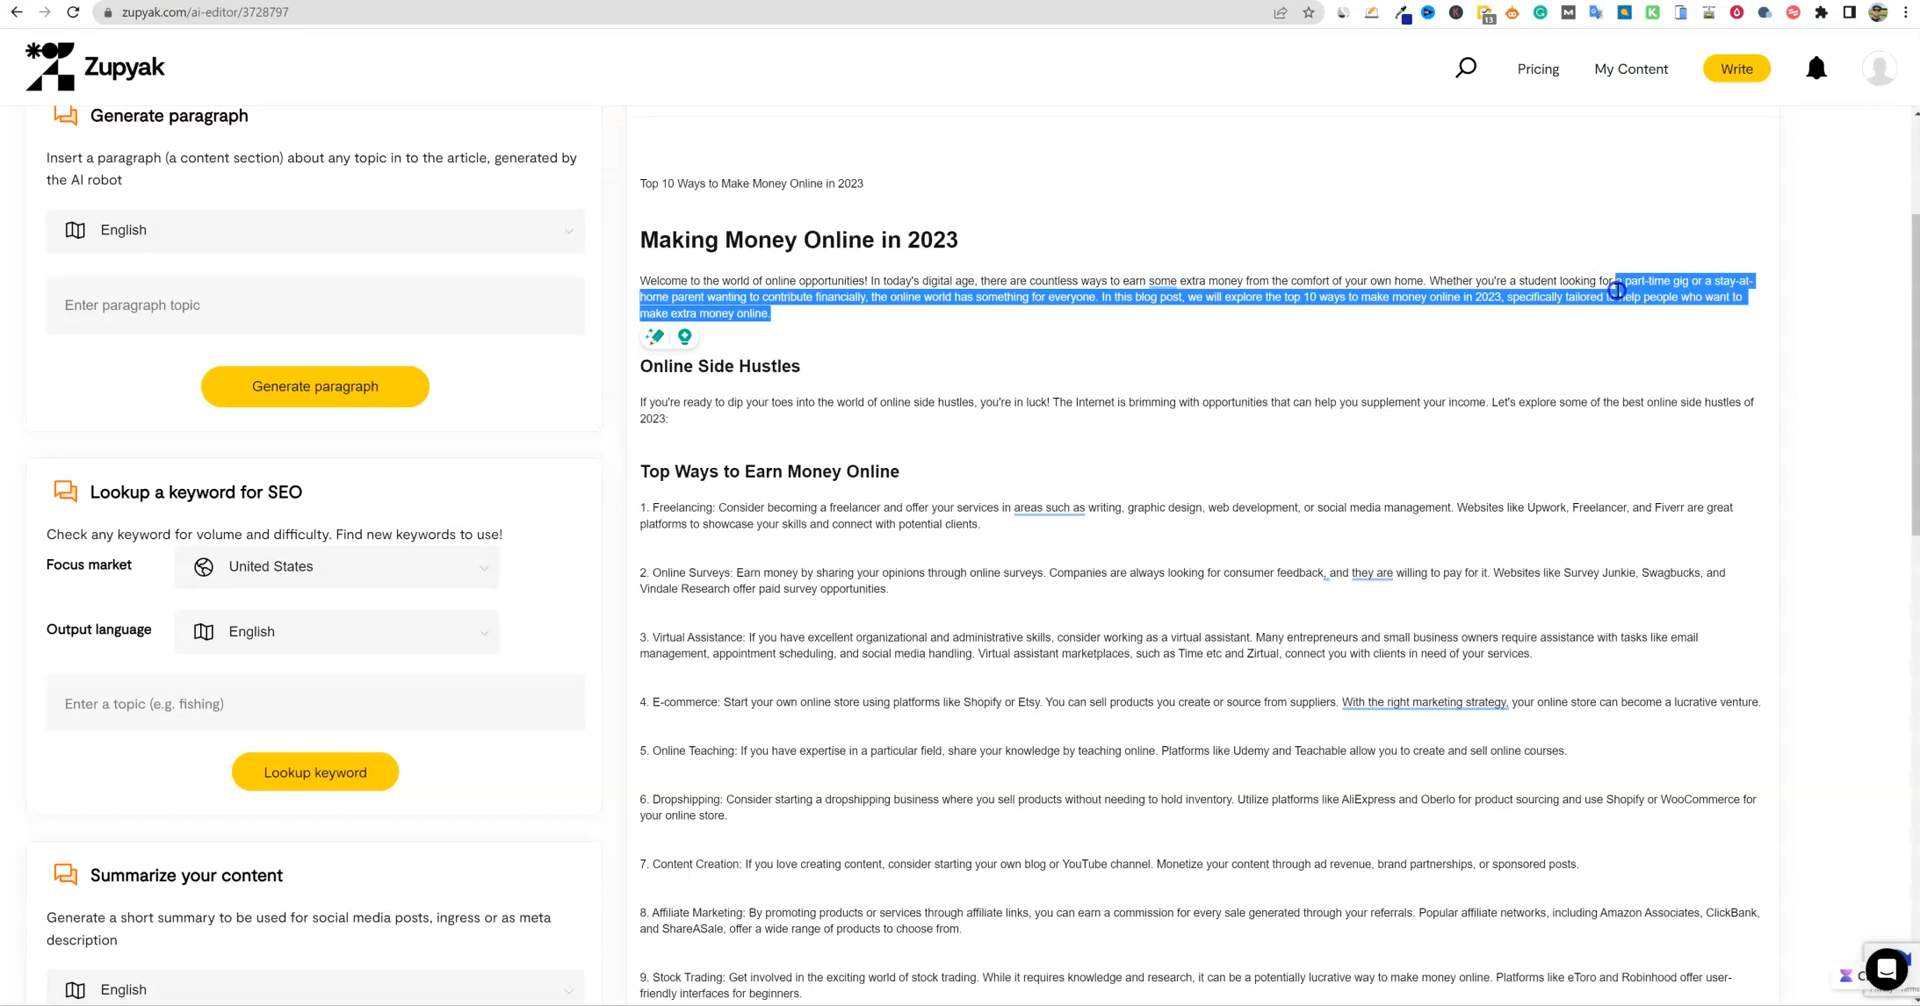 zupyak.com/ai-editor/3728797
13
Zupyak
Pricing
My Content
Write
Generate paragraph
Insert a paragraph (a content section) about any topic in to the article, generated by
the AI robot
English
Enter paragraph topic
Generate paragraph
Lookup a keyword for SEO
Check any keyword for volume and difficulty. Find new keywords to use!
Focus market
United States
Output language
English
Enter a topic (e.g. fishing)
Lookup keyword
Summarize your content
Generate a short summary to be used for social media posts, ingress or as meta
description
English
Top 10 Ways to Make Money Online in 2023
Making Money Online in 2023
Welcome to the world of online opportunities! In today's digital age, there are countless ways to earn some extra money from the comfort of your own home. Whether you're a student looking for a part-time gig or a stay-at-
home parent wanting to contribute financially, the online world has something for everyone. In this blog post, we will explore the top 10 ways to make money online in 2023, specifically tailored to help people who want to
make extra money online.
Online Side Hustles
If you're ready to dip your toes into the world of online side hustles, you're in luck! The Internet is brimming with opportunities that can help you supplement your income. Let's explore some of the best online side hustles of
2023:
Top Ways to Earn Money Online
1. Freelancing: Consider becoming a freelancer and offer your services in areas such as writing, graphic design, web development, or social media management. Websites like Upwork, Freelancer, and Fiverr are great
platforms to showcase your skills and connect with potential clients.
2. Online Surveys: Earn money by sharing your opinions through online surveys. Companies are always looking for consumer feedback, and they are willing to pay for it. Websites like Survey Junkie, Swagbucks, and
Vindale Research offer paid survey opportunities.
3. Virtual Assistance: If you have excellent organizational and administrative skills, consider working as a virtual assistant. Many entrepreneurs and small business owners require assistance with tasks like email
management, appointment scheduling, and social media handling. Virtual assistant marketplaces, such as Time etc and Zirtual, connect you with clients in need of your services.
4. E-commerce: Start your own online store using platforms like Shopify or Etsy. You can sell products you create or source from suppliers. With the right marketing strategy, your online store can become a lucrative venture.
5. Online Teaching: If you have expertise in a particular field, share your knowledge by teaching online. Platforms like Udemy and Teachable allow you to create and sell online courses.
6. Dropshipping: Consider starting a dropshipping business where you sell products without needing to hold inventory. Utilize platforms like AliExpress and Oberlo for product sourcing and use Shopify or WooCommerce for
your online store.
7. Content Creation: If you love creating content, consider starting your own blog or YouTube channel. Monetize your content through ad revenue, brand partnerships, or sponsored posts.
8. Affiliate Marketing: By promoting products or services through affiliate links, you can earn a commission for every sale generated through your referrals. Popular affiliate networks, including Amazon Associates, ClickBank,
and ShareASale, offer a wide range of products to choose from.
9. Stock Trading: Get involved in the exciting world of stock trading. While it requires knowledge and research, it can be a potentially lucrative way to make money online. Platforms like eToro and Robinhood offer user-
friendly interfaces for beginners.